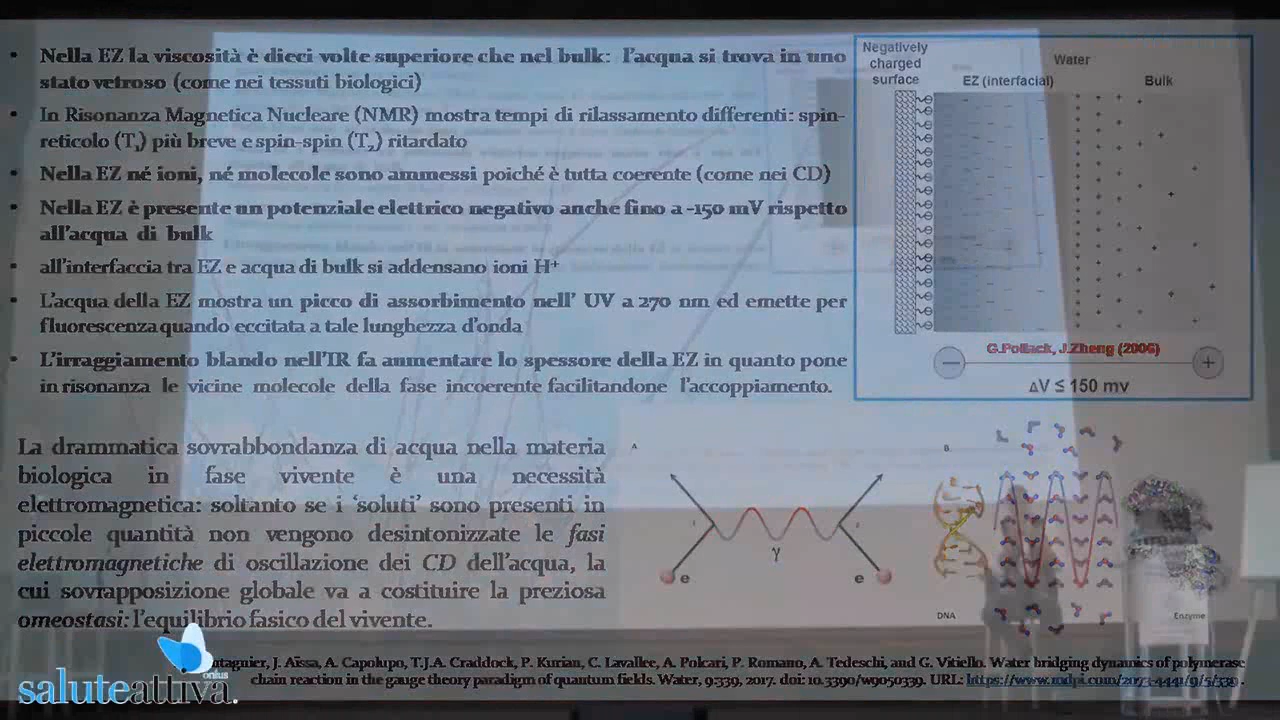 • Nella EZ la viscosità è dieci volte superiore che nel bulk: l'acqua si trova in uno
stato vetroso (come nei tessuti biologici)
• In Risonanza Magnetica Nucleare (NMR) mostra tempi di rilassamento differenti: spin-
reticolo (T1) più breve e spin-spin (T2) ritardato
• Nella EZ né ioni, né molecole sono ammessi poiché è tutta coerente (come nei CD)
• Nella EZ è presente un potenziale elettrico negativo anche fino a -150 mV rispetto
all'acqua di bulk
• all'interfaccia tra EZ e acqua di bulk si addensano ioni H⁺
• L'acqua della EZ mostra un picco di assorbimento nell' UV a 270 nm ed emette per
fluorescenza quando eccitata a tale lunghezza d'onda
• L'irraggiamento blando nell'IR fa aumentare lo spessore della EZ in quanto pone
in risonanza le vicine molecole della fase incoerente facilitandone l'accoppiamento.
Negatively
charged
surface
Water
EZ (interfacial)
Bulk
G.Pollack, J.Zheng (2006)
− +
ΔV ≤ 150 mv
La drammatica sovrabbondanza di acqua nella materia
biologica in fase vivente è una necessità
elettromagnetica: soltanto se i 'soluti' sono presenti in
piccole quantità non vengono desintonizzate le fasi
elettromagnetiche di oscillazione dei CD dell'acqua, la
cui sovrapposizione globale va a costituire la preziosa
omeostasi: l'equilibrio fasico del vivente.
A
γ
e e
B
DNA
Enzyme
J. Aïssa, A. Capolupo, T.J.A. Craddock, P. Kurian, C. Lavallee, A. Polcari, P. Romano, A. Tedeschi, and G. Vitiello. Water bridging dynamics of polymerase
chain reaction in the gauge theory paradigm of quantum fields. Water, 9:339, 2017. doi: 10.3390/w9050339. URL: https://www.mdpi.com/2073-4441/9/5/339 .
onlus
saluteattiva.